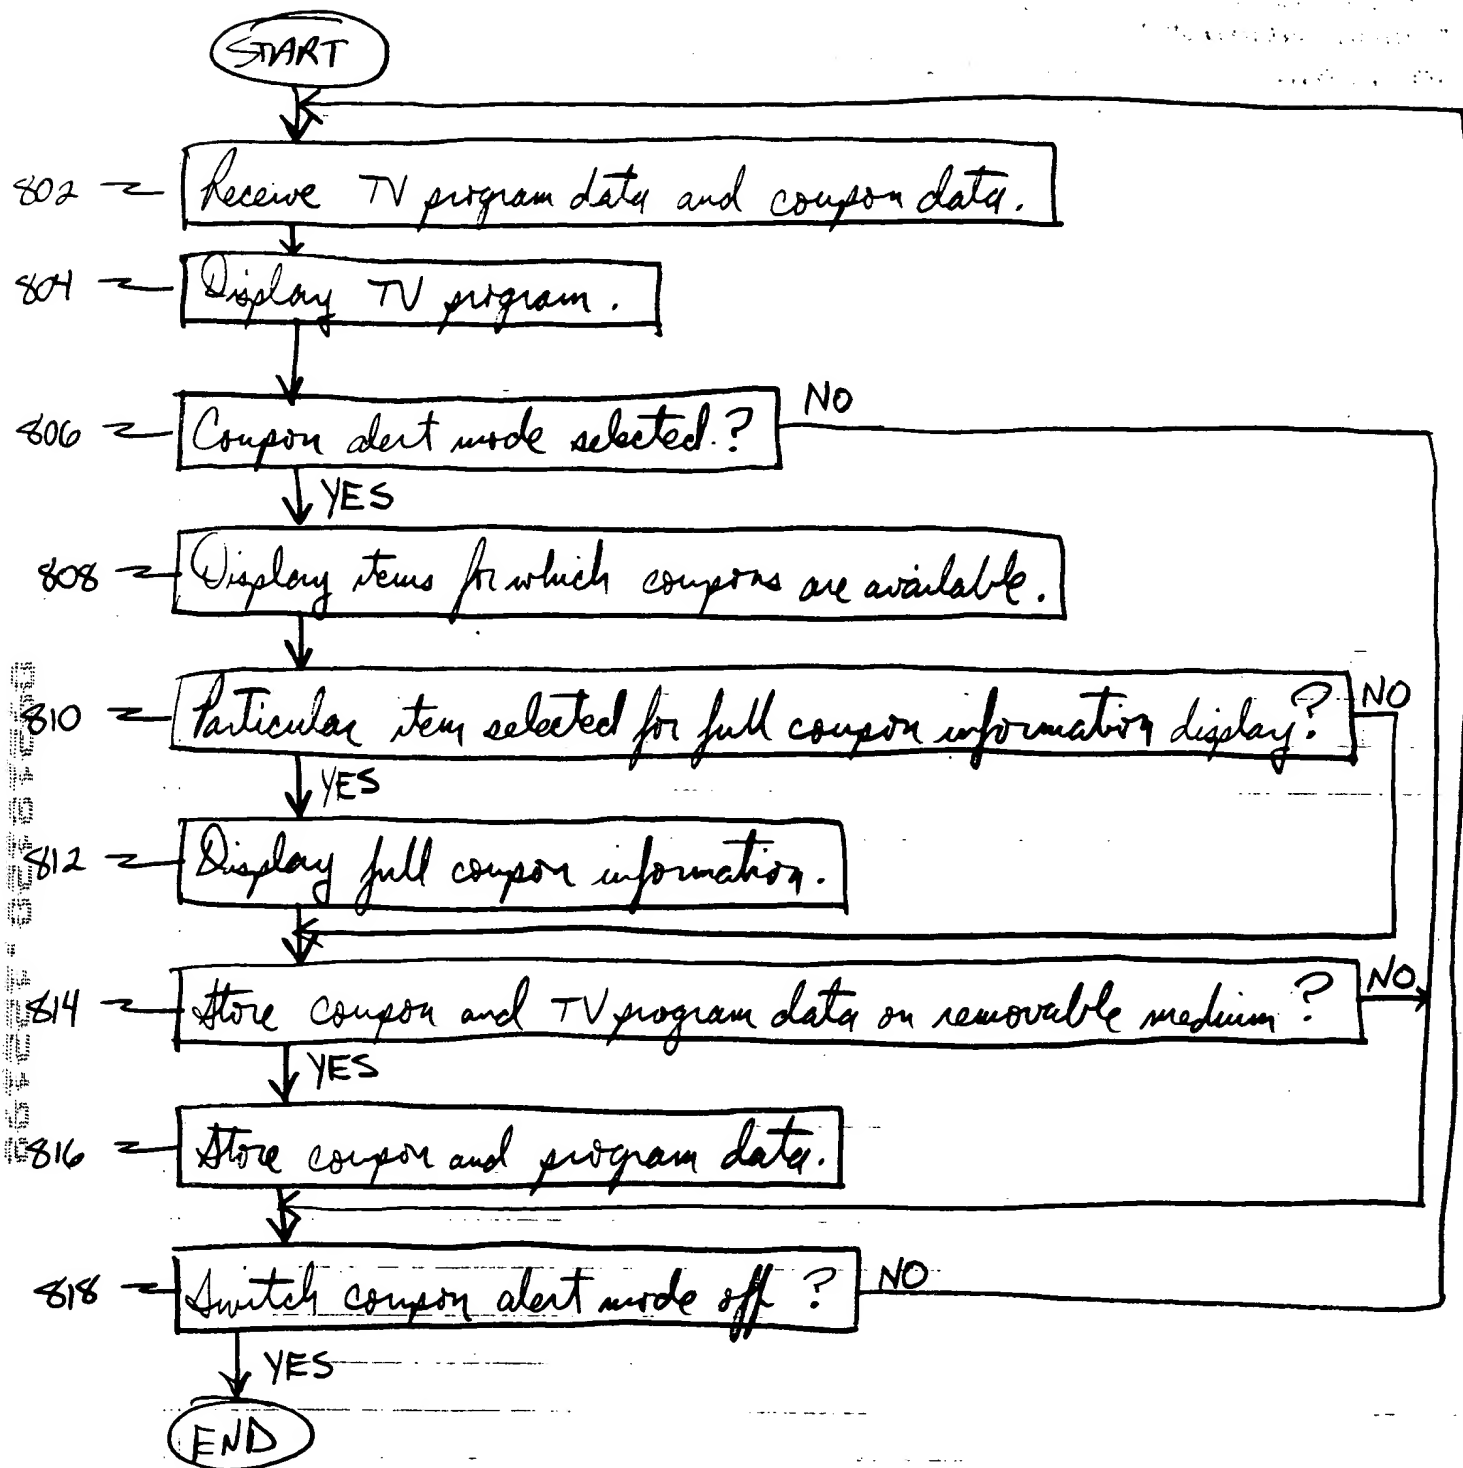 START
802 Receive TV program data and coupon data.
804 Display TV program.
806 Coupon alert mode selected.? NO
YES
808 Display items for which coupons are available.
810 Particular item selected for full coupon information display? NO
YES
812 Display full coupon information.
814 Store coupon and TV program data on removable medium? NO
YES
816 Store coupon and program data.
818 Switch coupon alert mode off? NO
YES
END